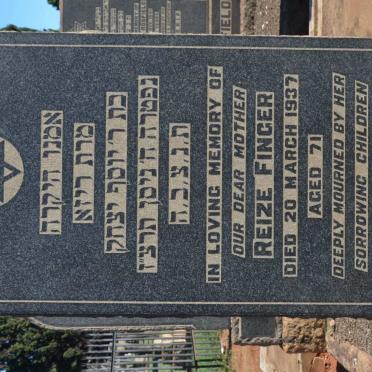 אמנו היקרה
מרת ריזא
בת ר׳ יוסף יצחק
נפטרה ח׳ ניסן תרצ״ז
ת.נ.צ.ב.ה
IN LOVING MEMORY OF
OUR DEAR MOTHER
REIZE FINGER
DIED 20 MARCH 1937
AGED 71
DEEPLY MOURNED BY HER
SORROWING CHILDREN